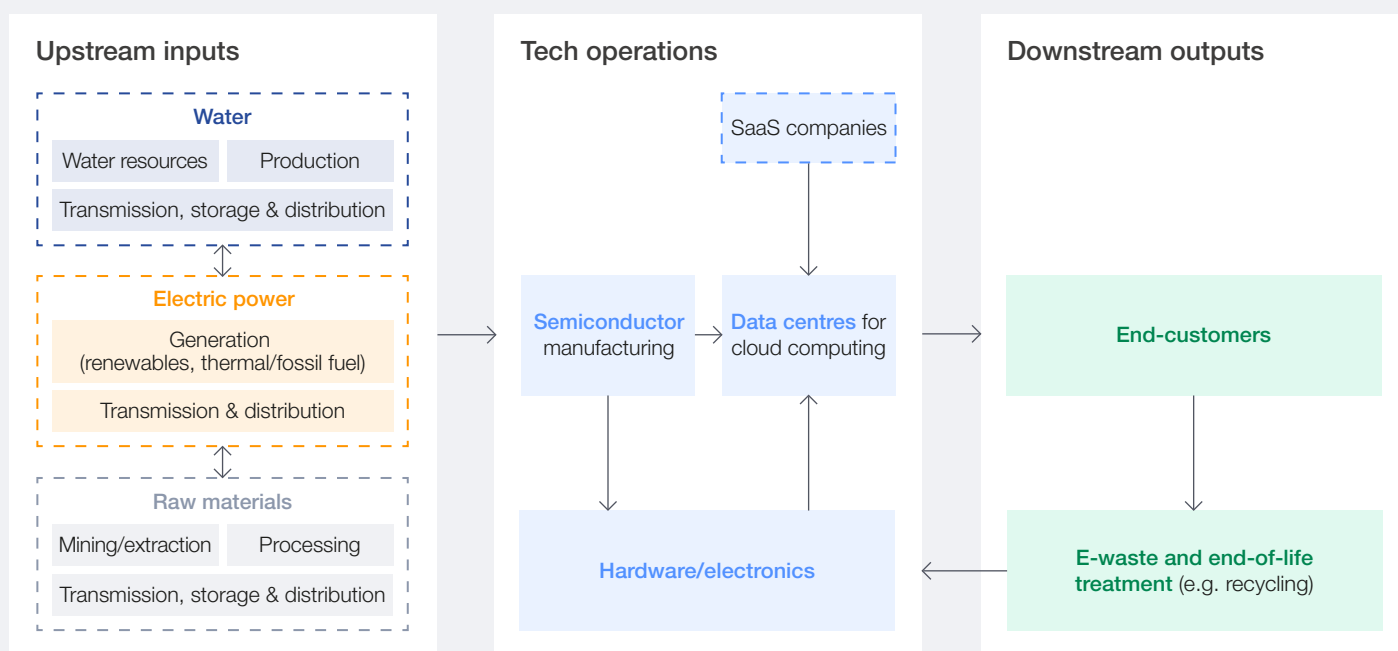 Upstream inputs
Water
Water resources
Production
Transmission, storage & distribution
Electric power
Generation
(renewables, thermal/fossil fuel)
Transmission & distribution
Raw materials
Mining/extraction
Processing
Transmission, storage & distribution
Tech operations
SaaS companies
Semiconductor
manufacturing
Data centres for
cloud computing
Hardware/electronics
Downstream outputs
End-customers
E-waste and end-of-life
treatment (e.g. recycling)